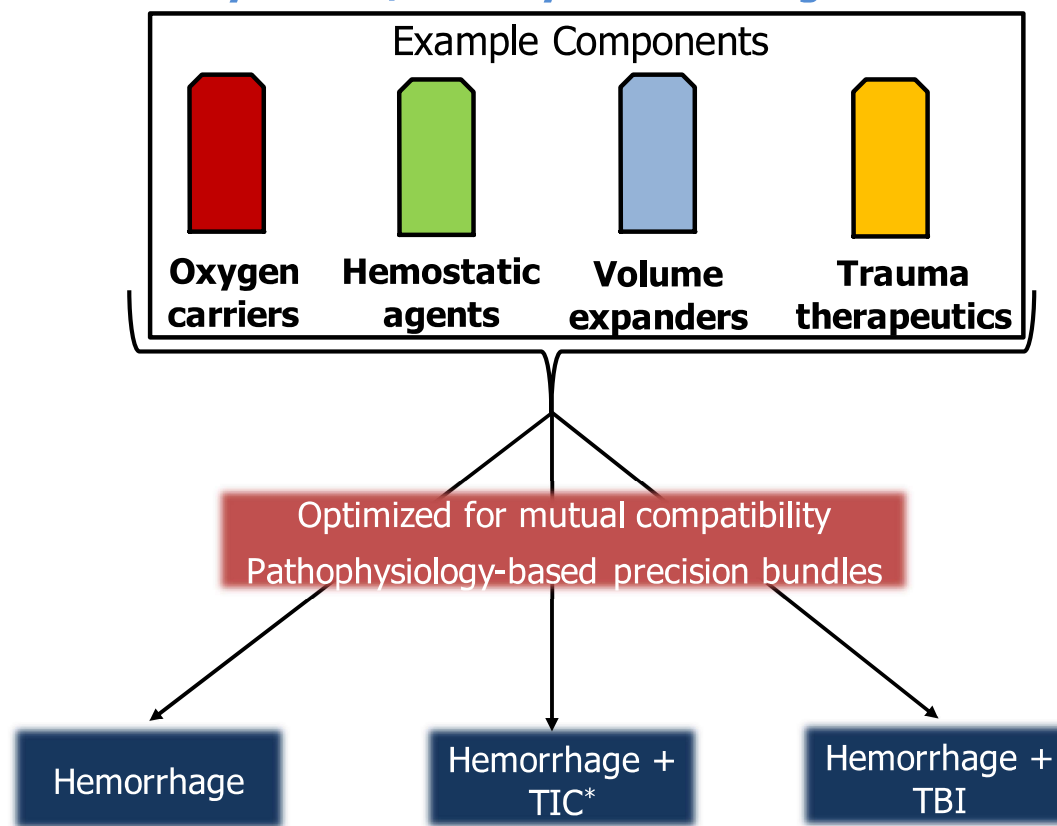 Example Components
Oxygen carriers
Hemostatic agents
Volume expanders
Trauma therapeutics
Optimized for mutual compatibility
Pathophysiology-based precision bundles
Hemorrhage
Hemorrhage +
TIC*
Hemorrhage +
TBI